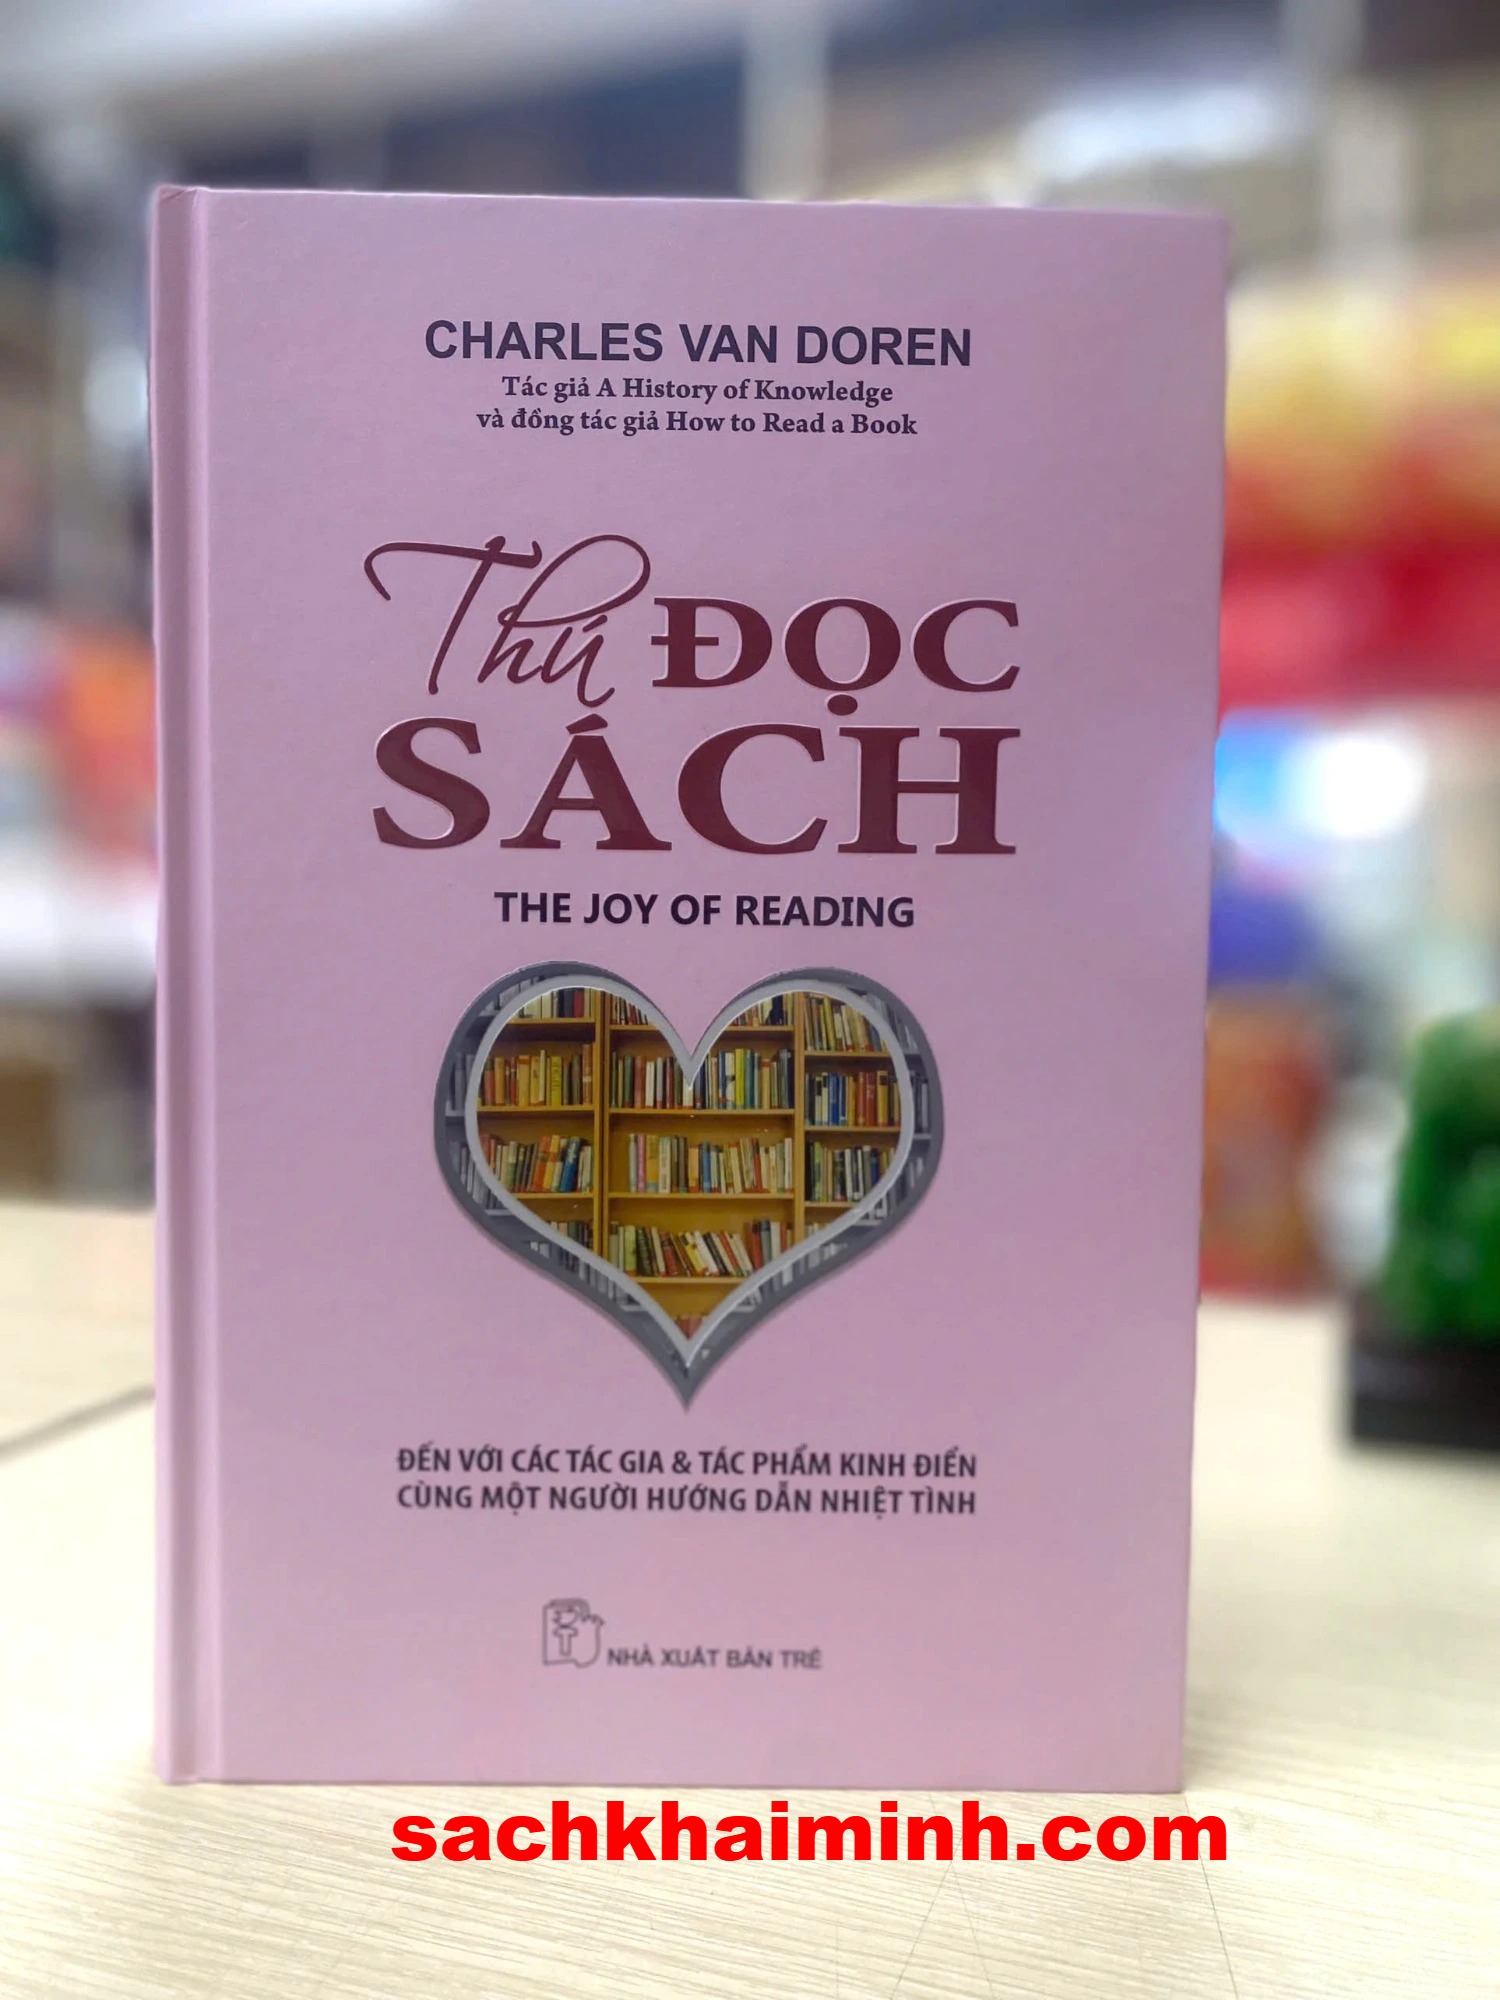 CHARLES VAN DOREN
Tác giả A History of Knowledge
và đồng tác giả How to Read a Book
Thú ĐỌC
SÁCH
THE JOY OF READING
ĐẾN VỚI CÁC TÁC GIA & TÁC PHẨM KINH ĐIỂN
CÙNG MỘT NGƯỜI HƯỚNG DẪN NHIỆT TÌNH
NHÀ XUẤT BẢN TRẺ
sachkhaiminh.com